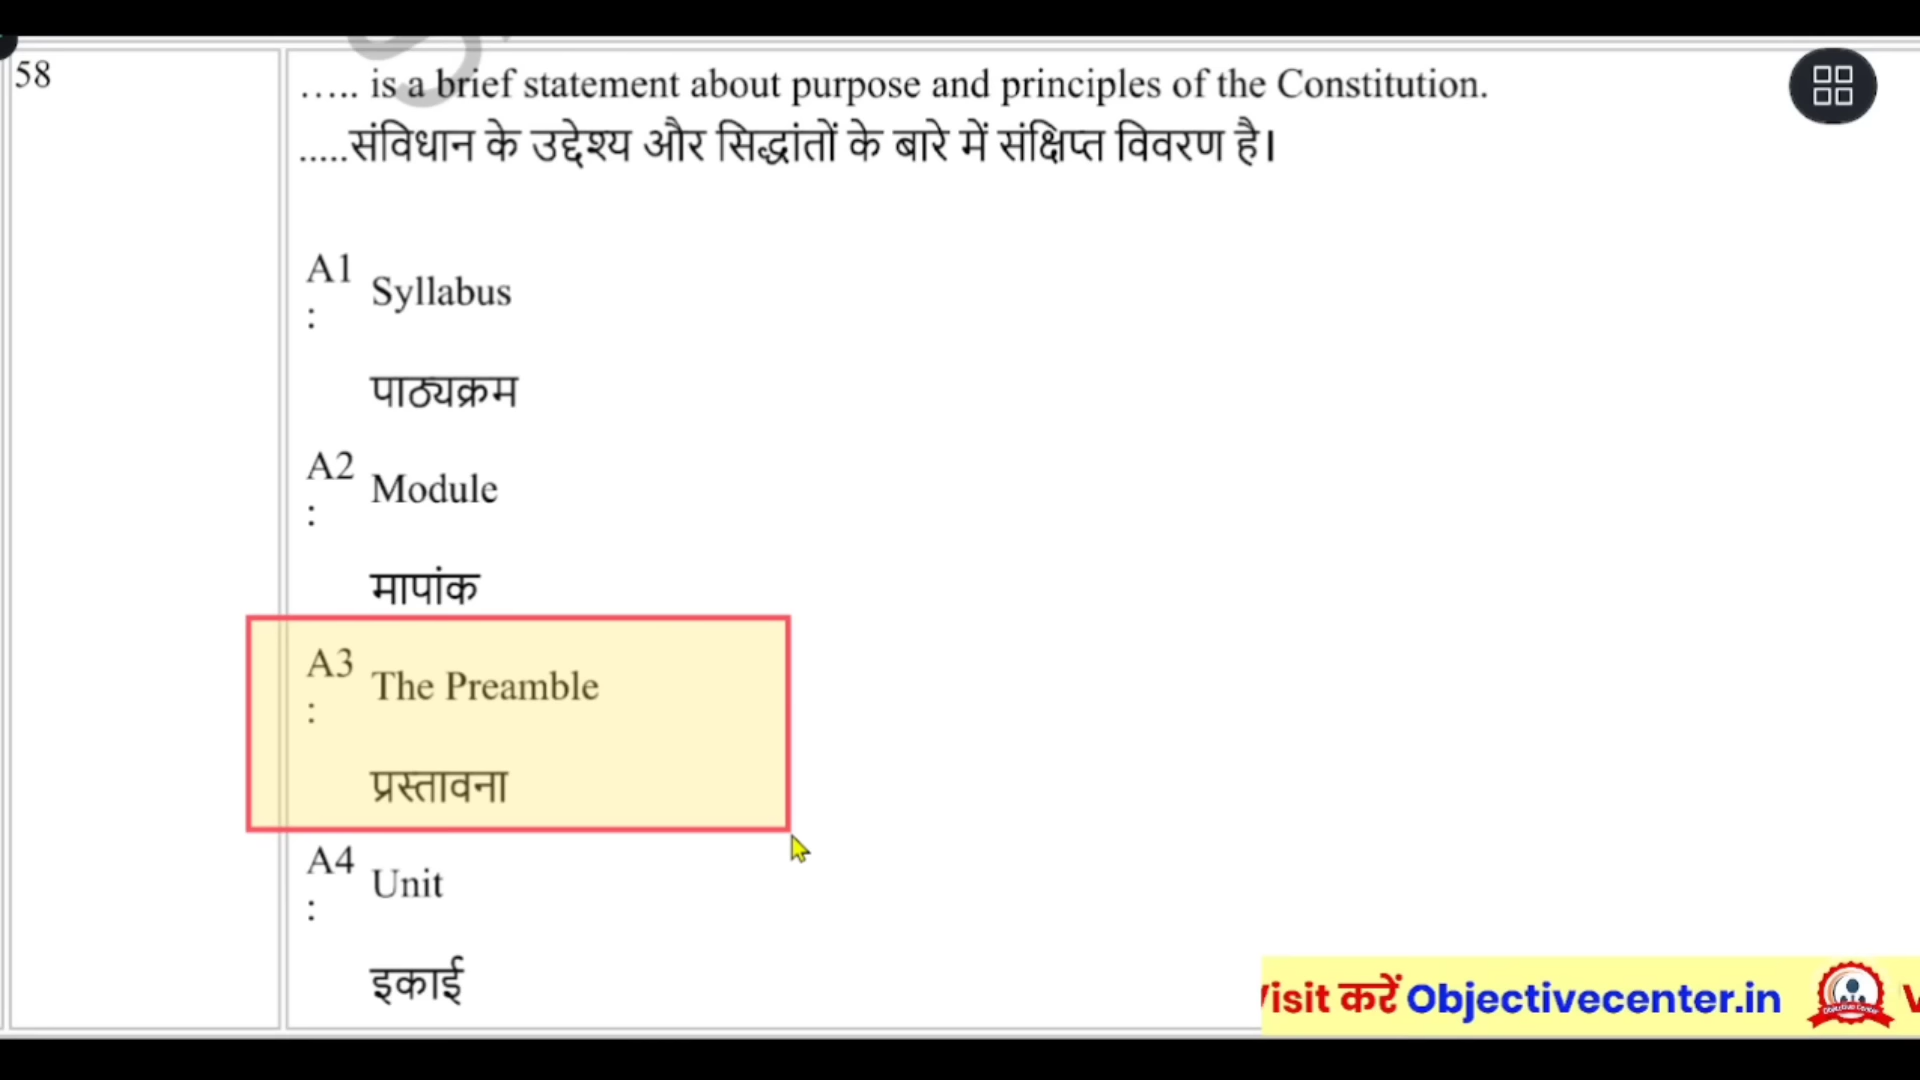 58
….. is a brief statement about purpose and principles of the Constitution.
.....संविधान के उद्देश्य और सिद्धांतों के बारे में संक्षिप्त विवरण है।
A1
:
Syllabus
पाठ्यक्रम
A2
:
Module
मापांक
A3
:
The Preamble
प्रस्तावना
A4
:
Unit
इकाई
isit करें Objectivecenter.in